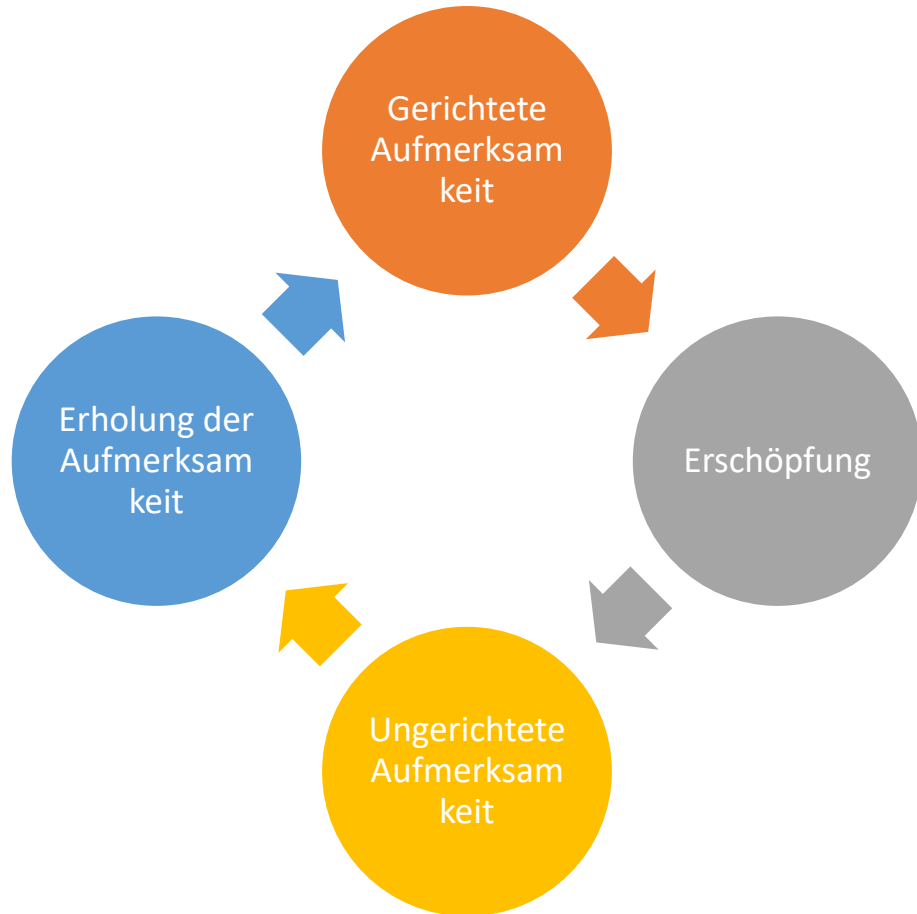 Gerichtete
Aufmerksam
keit
Erholung der
Aufmerksam
keit
Erschöpfung
Ungerichtete
Aufmerksam
keit